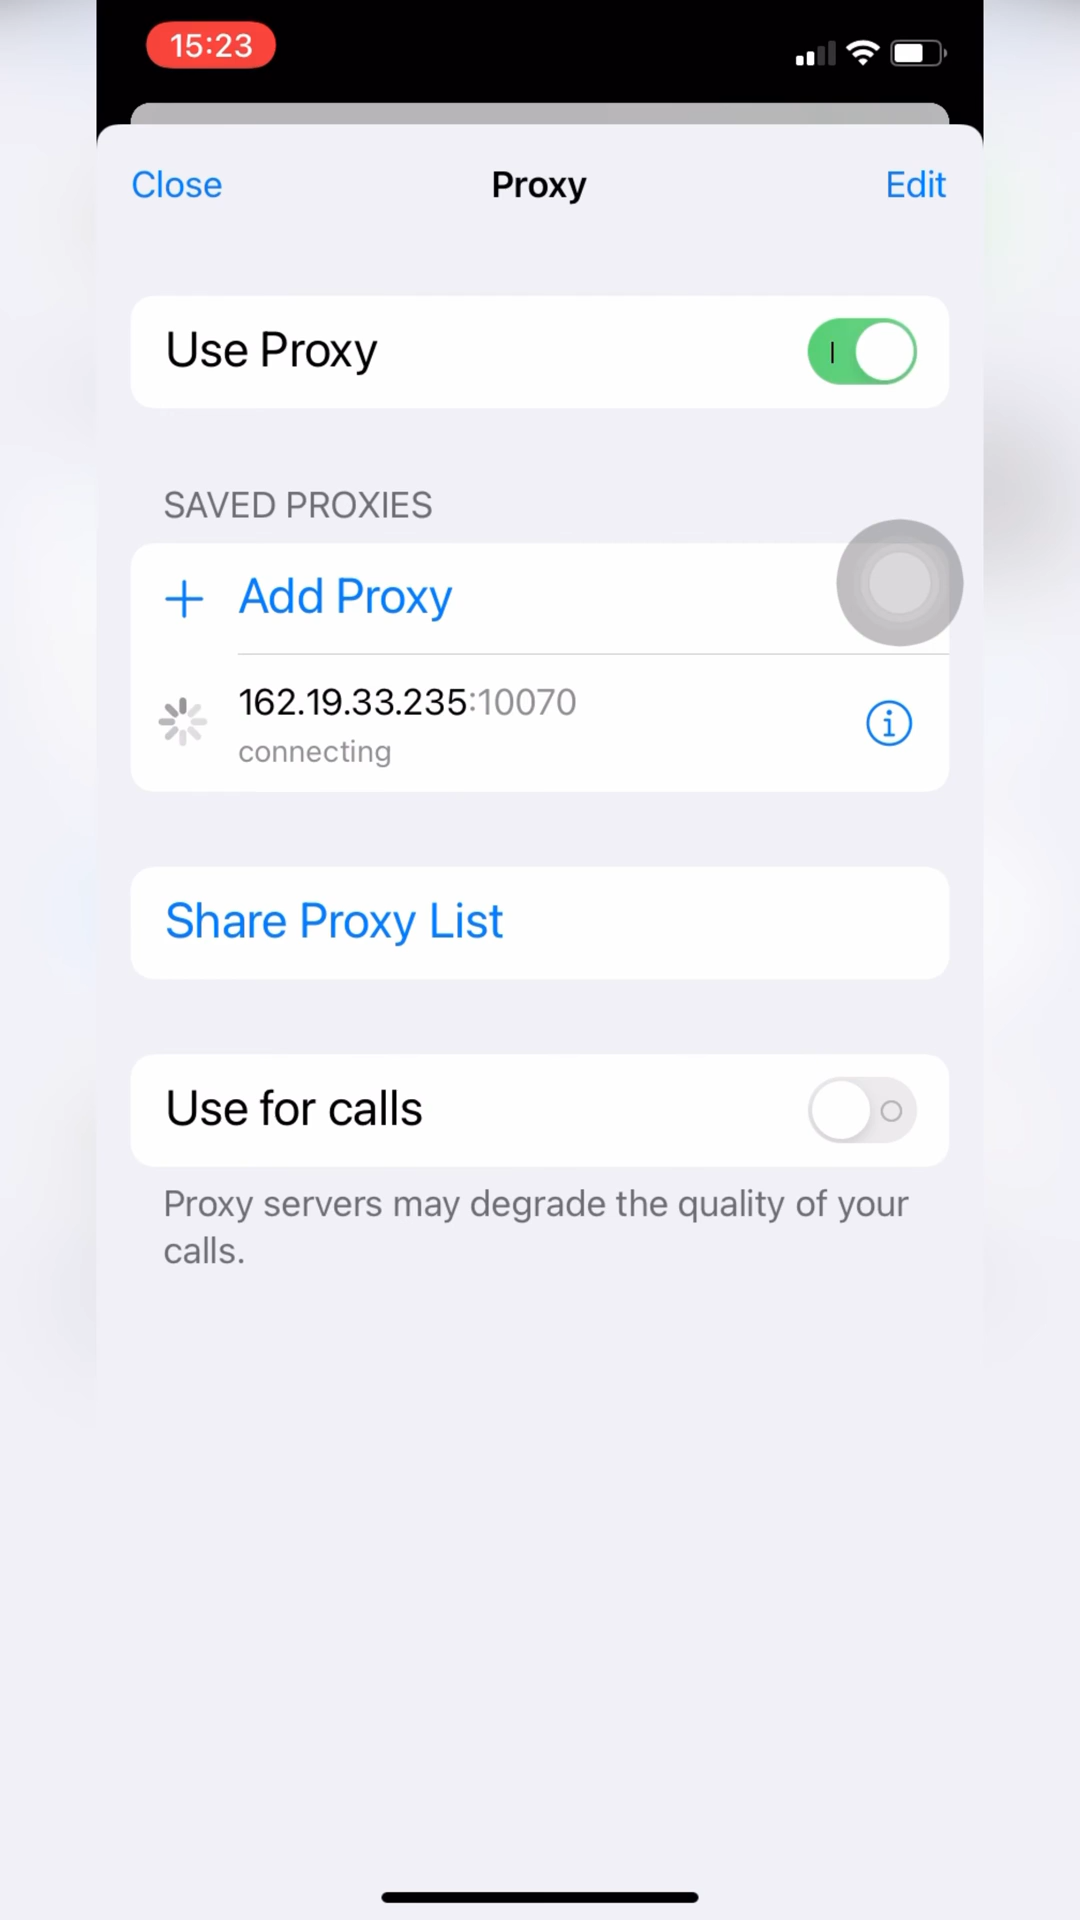 15:23
Close
Proxy
Edit
Use Proxy
SAVED PROXIES
Add Proxy
162.19.33.235:10070
connecting
Share Proxy List
Use for calls
Proxy servers may degrade the quality of your
calls.